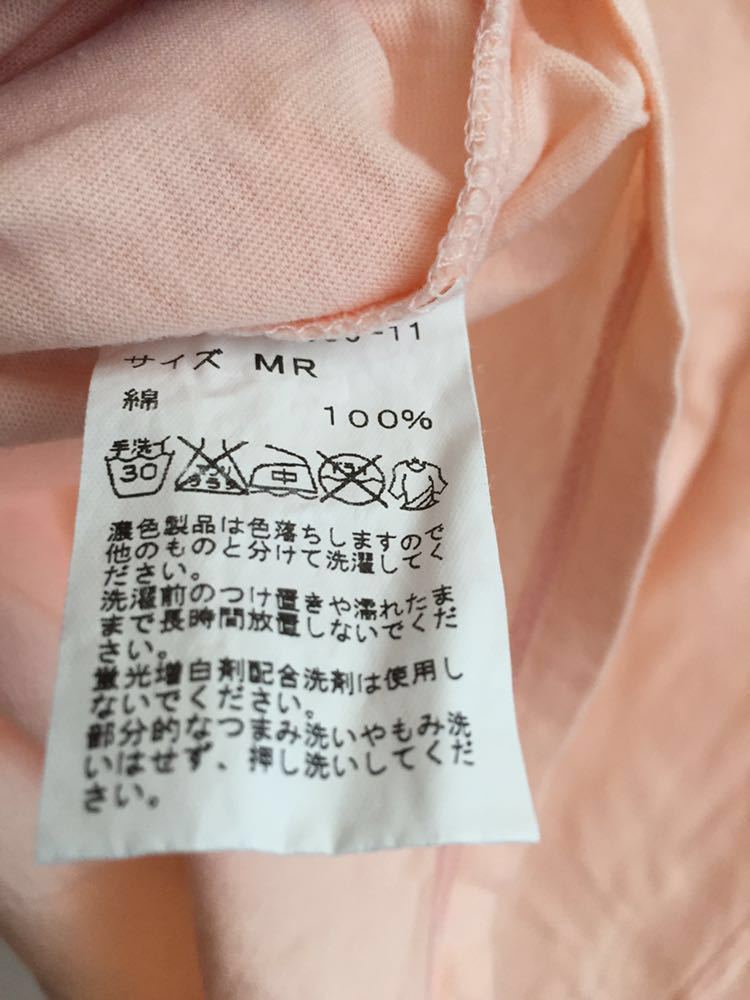 -11
サイズ MR
綿
100%
手洗イ
30
中
濃色製品は色落ちしますので
他のものと分けて洗濯してく
ださい。
洗濯前のつけ置きや濡れたま
まで長時間放置しないでくだ
さい。
蛍光増白剤配合洗剤は使用し
ないでください。
部分的なつまみ洗いやもみ洗
いはせず、押し洗いしてくだ
さい。